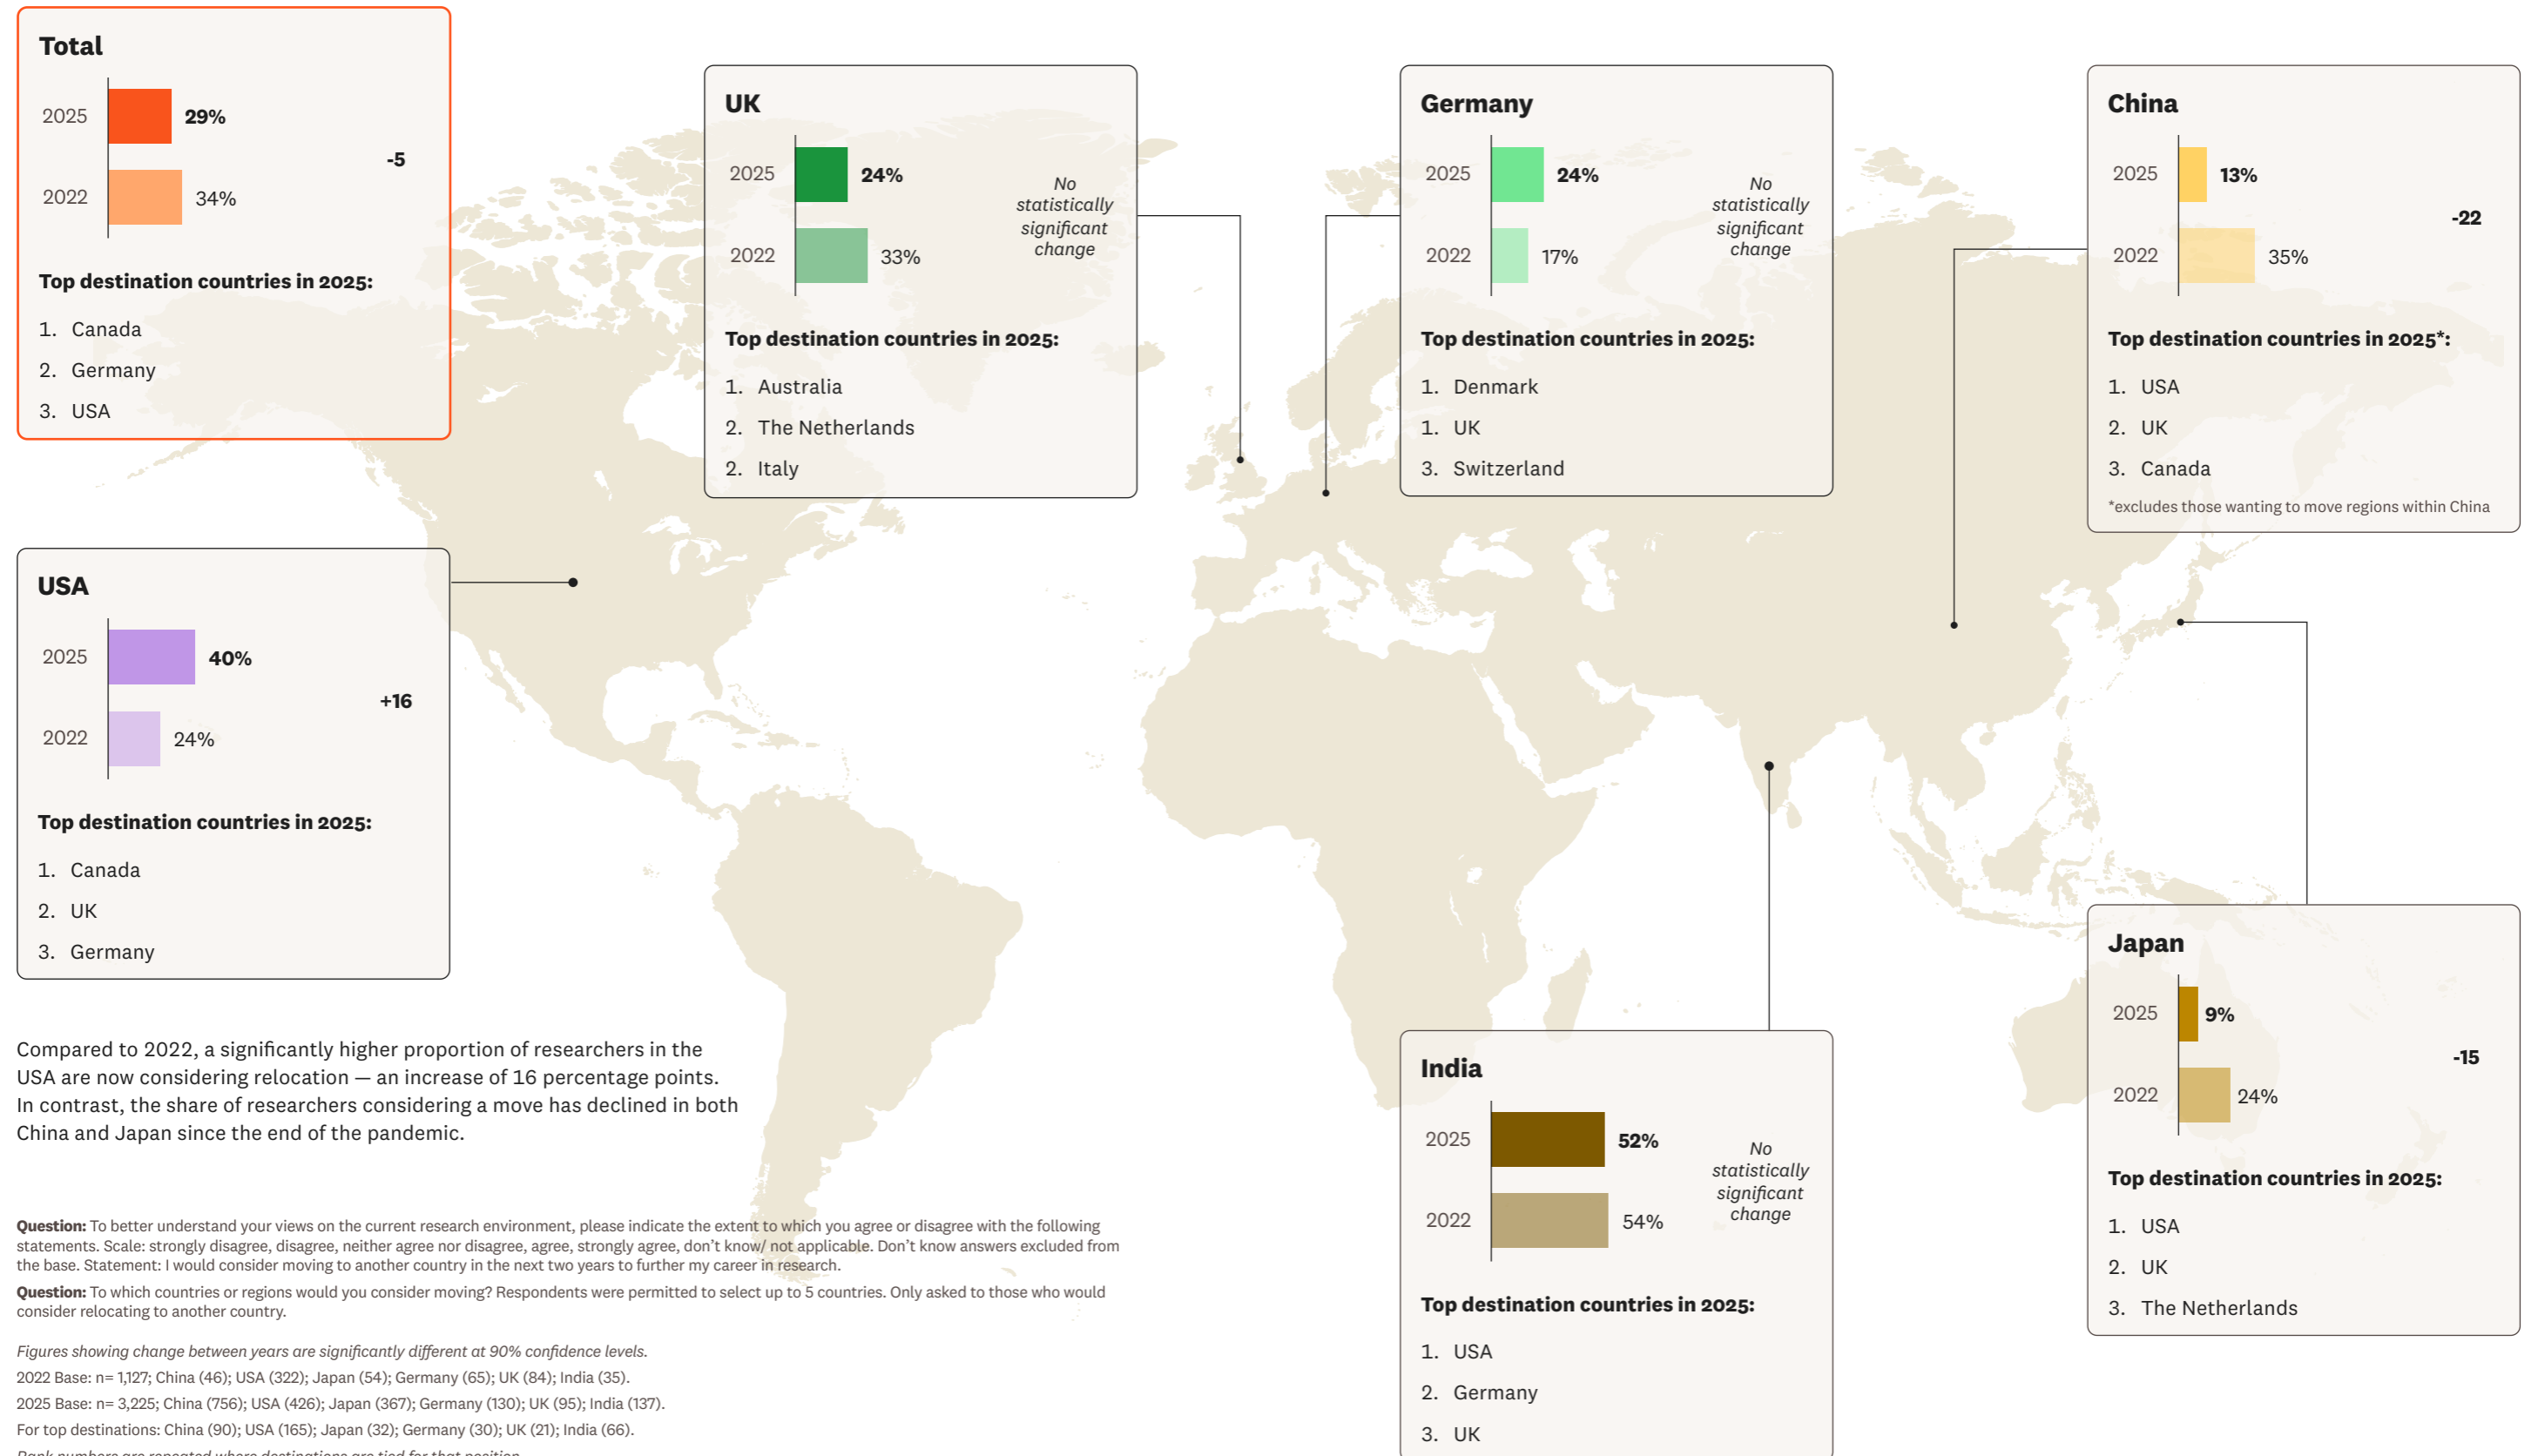 Total
2025 29%
-5
2022 34%
Top destination countries in 2025:
1. Canada
2. Germany
3. USA
UK
2025 24%
No
statistically
significant
change
2022 33%
Top destination countries in 2025:
1. Australia
2. The Netherlands
2. Italy
Germany
2025 24%
No
statistically
significant
change
2022 17%
Top destination countries in 2025:
1. Denmark
1. UK
3. Switzerland
China
2025 13%
-22
2022 35%
Top destination countries in 2025*:
1. USA
2. UK
3. Canada
*excludes those wanting to move regions within China
USA
2025 40%
+16
2022 24%
Top destination countries in 2025:
1. Canada
2. UK
3. Germany
Japan
2025 9%
-15
2022 24%
Top destination countries in 2025:
1. USA
2. UK
3. The Netherlands
India
2025 52%
No
statistically
significant
change
2022 54%
Top destination countries in 2025:
1. USA
2. Germany
3. UK
Compared to 2022, a significantly higher proportion of researchers in the
USA are now considering relocation — an increase of 16 percentage points.
In contrast, the share of researchers considering a move has declined in both
China and Japan since the end of the pandemic.
Question: To better understand your views on the current research environment, please indicate the extent to which you agree or disagree with the following
statements. Scale: strongly disagree, disagree, neither agree nor disagree, agree, strongly agree, don’t know/ not applicable. Don’t know answers excluded from
the base. Statement: I would consider moving to another country in the next two years to further my career in research.
Question: To which countries or regions would you consider moving? Respondents were permitted to select up to 5 countries. Only asked to those who would
consider relocating to another country.
Figures showing change between years are significantly different at 90% confidence levels.
2022 Base: n= 1,127; China (46); USA (322); Japan (54); Germany (65); UK (84); India (35).
2025 Base: n= 3,225; China (756); USA (426); Japan (367); Germany (130); UK (95); India (137).
For top destinations: China (90); USA (165); Japan (32); Germany (30); UK (21); India (66).
Rank numbers are repeated where destinations are tied for that position.